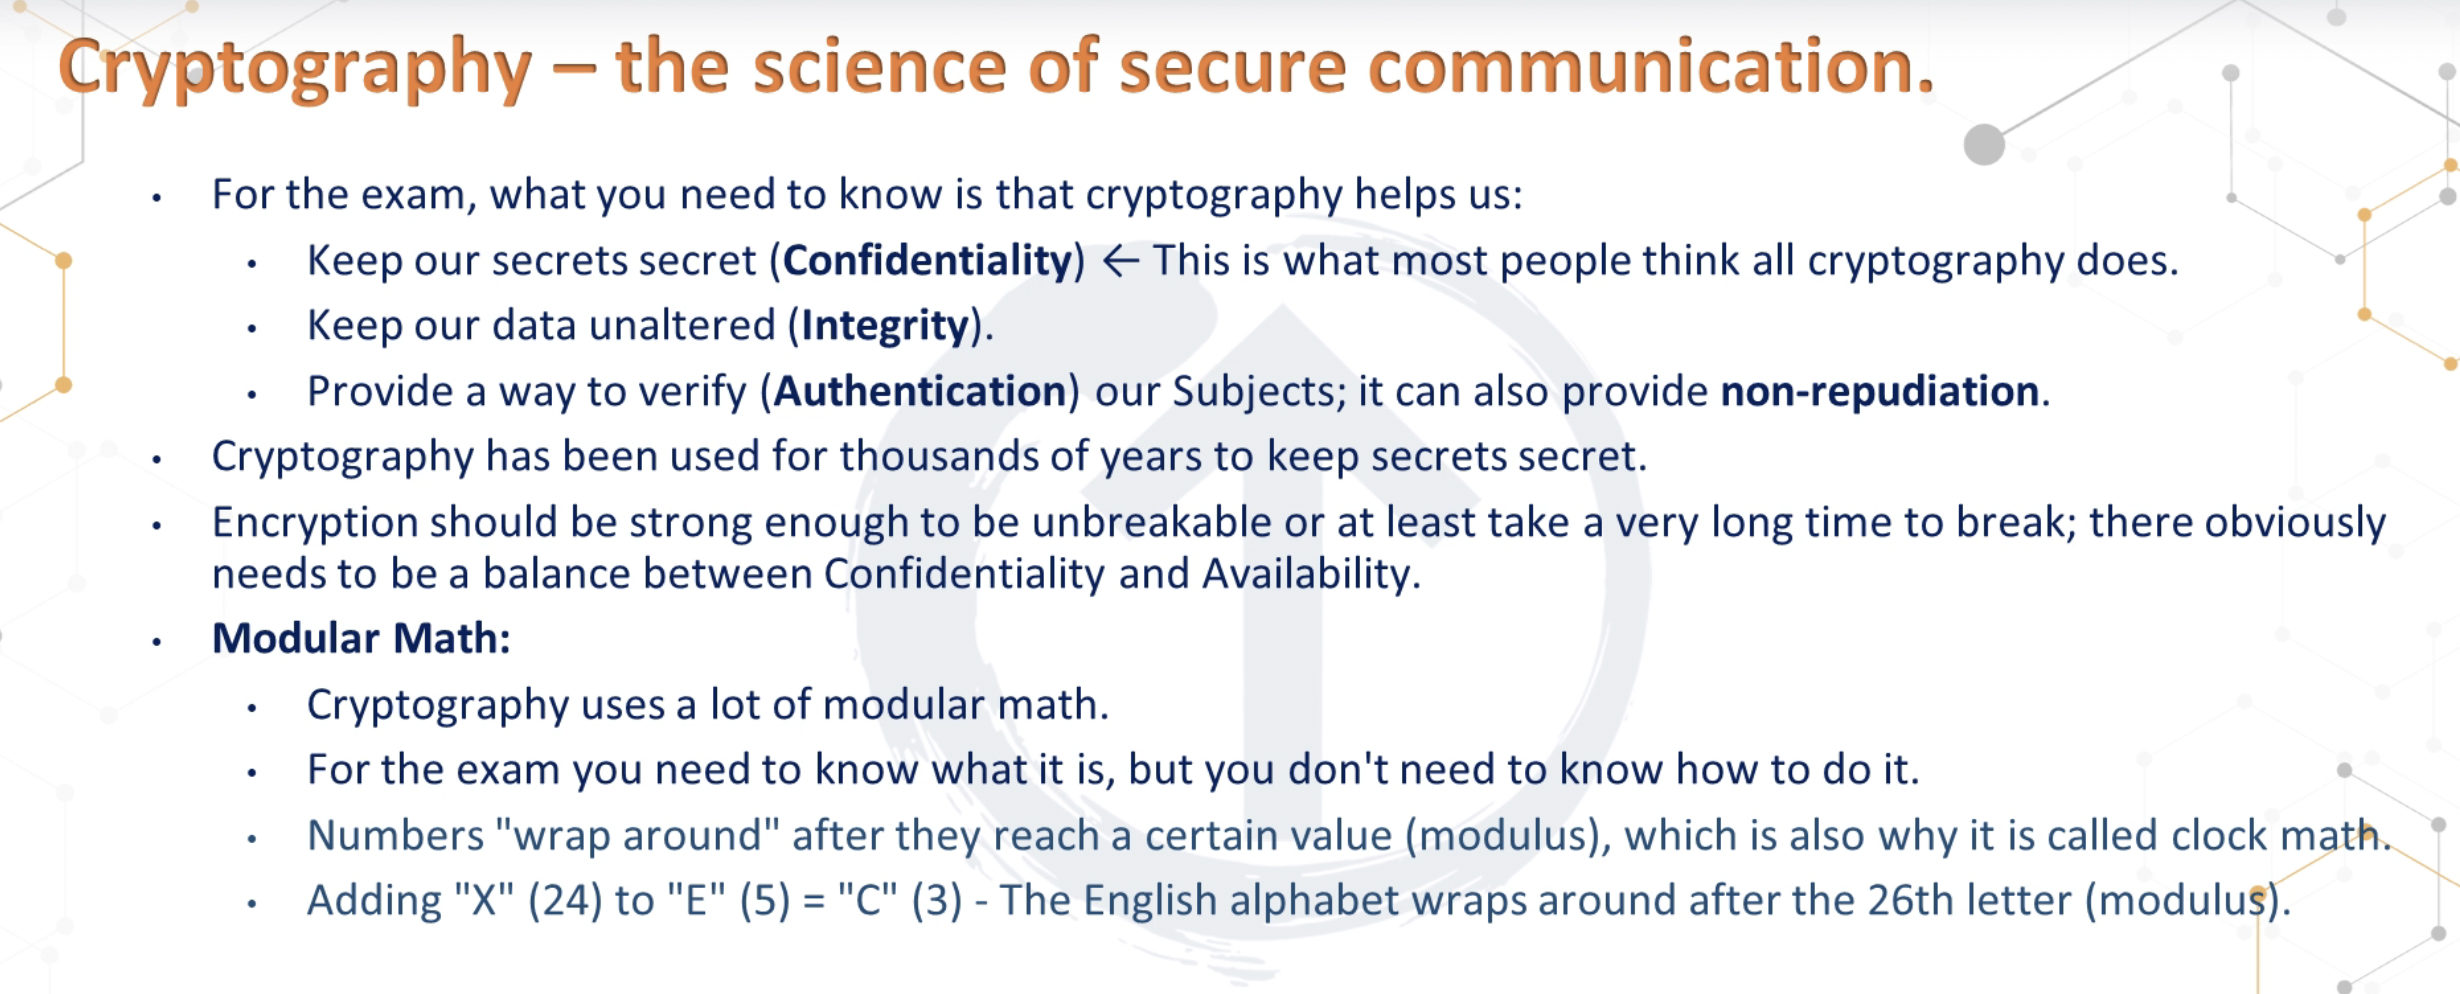 Cryptography – the science of secure communication.
• For the exam, what you need to know is that cryptography helps us:
• Keep our secrets secret (Confidentiality) ← This is what most people think all cryptography does.
• Keep our data unaltered (Integrity).
• Provide a way to verify (Authentication) our Subjects; it can also provide non-repudiation.
• Cryptography has been used for thousands of years to keep secrets secret.
• Encryption should be strong enough to be unbreakable or at least take a very long time to break; there obviously
needs to be a balance between Confidentiality and Availability.
• Modular Math:
• Cryptography uses a lot of modular math.
• For the exam you need to know what it is, but you don't need to know how to do it.
• Numbers "wrap around" after they reach a certain value (modulus), which is also why it is called clock math.
• Adding "X" (24) to "E" (5) = "C" (3) - The English alphabet wraps around after the 26th letter (modulus).